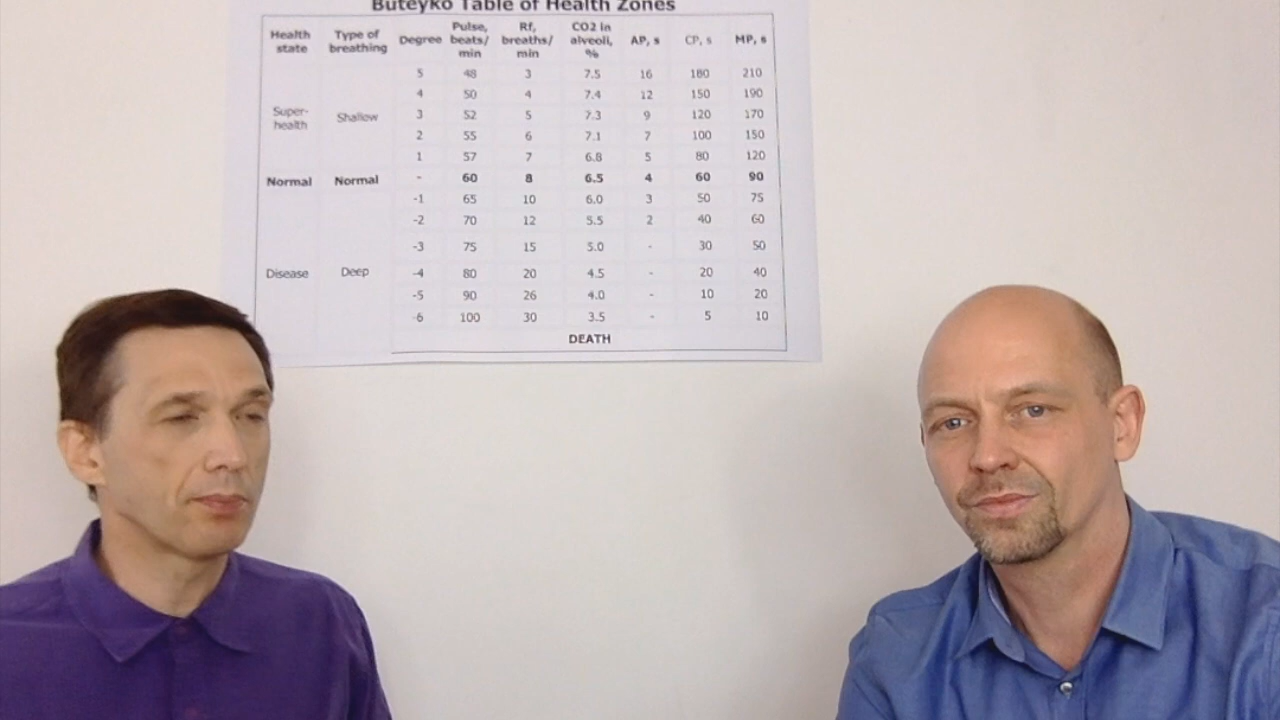 Buteyko Table of Health Zones
Health state Type of breathing Degree Pulse, beats/ min Rf, breaths/ min CO2 in alveoli, % AP, s CP, s MP, s
5 48 3 7.5 16 180 210
4 50 4 7.4 12 150 190
Super- health Shallow 3 52 5 7.3 9 120 170
2 55 6 7.1 7 100 150
1 57 7 6.8 5 80 120
Normal Normal - 60 8 6.5 4 60 90
-1 65 10 6.0 3 50 75
-2 70 12 5.5 2 40 60
-3 75 15 5.0 - 30 50
Disease Deep -4 80 20 4.5 - 20 40
-5 90 26 4.0 - 10 20
-6 100 30 3.5 - 5 10
DEATH